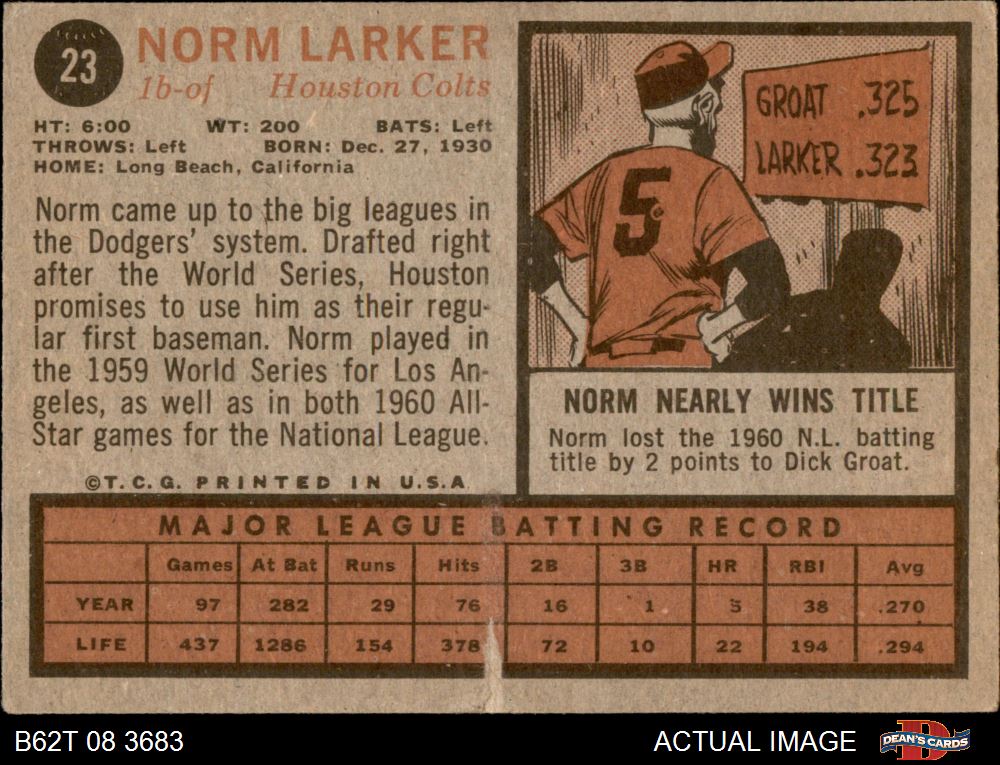 23
NORM LARKER
1b-of Houston Colts
HT: 6:00 WT: 200 BATS: Left
THROWS: Left BORN: Dec. 27, 1930
HOME: Long Beach, California
Norm came up to the big leagues in
the Dodgers' system. Drafted right
after the World Series, Houston
promises to use him as their regu-
lar first baseman. Norm played in
the 1959 World Series for Los An-
geles, as well as in both 1960 All-
Star games for the National League.
©T. C. G. PRINTED IN U.S.A
GROAT .325
LARKER .323
5
NORM NEARLY WINS TITLE
Norm lost the 1960 N.L. batting
title by 2 points to Dick Groat.
MAJOR LEAGUE BATTING RECORD
Games At Bat Runs Hits 2B 3B HR RBI Avg
YEAR 97 282 29 76 16 1 5 38 .270
LIFE 437 1286 154 378 72 10 22 194 .294
B62T 08 3683 ACTUAL IMAGE DEAN'S CARDS